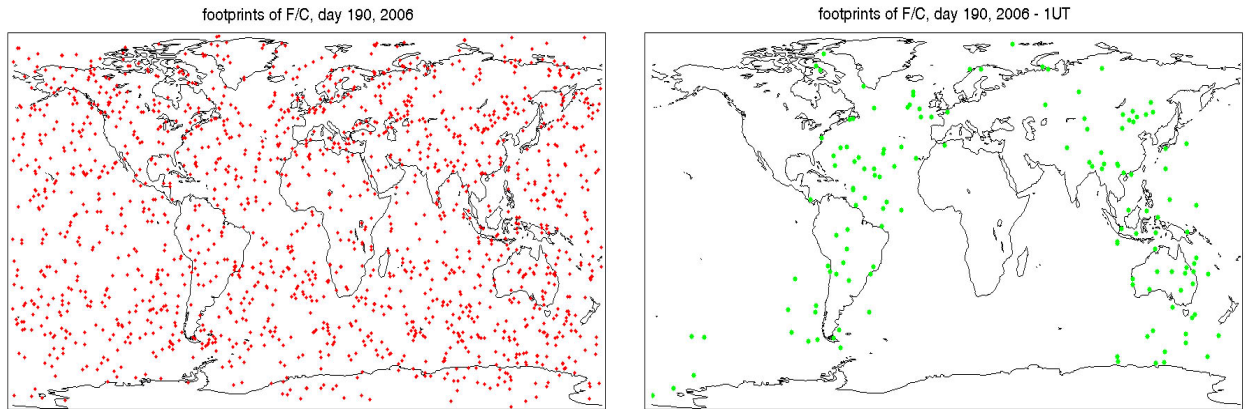 footprints of F/C, day 190, 2006
footprints of F/C, day 190, 2006 - 1UT